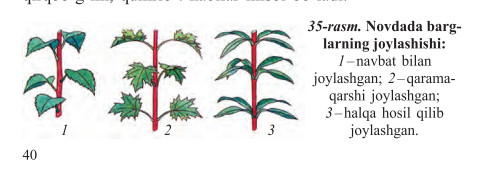 35-rasm. Novdada barg-
larning joylashishi:
1–navbat bilan
joylashgan; 2–qarama-
qarshi joylashgan;
3–halqa hosil qilib
joylashgan.
1 2 3
40